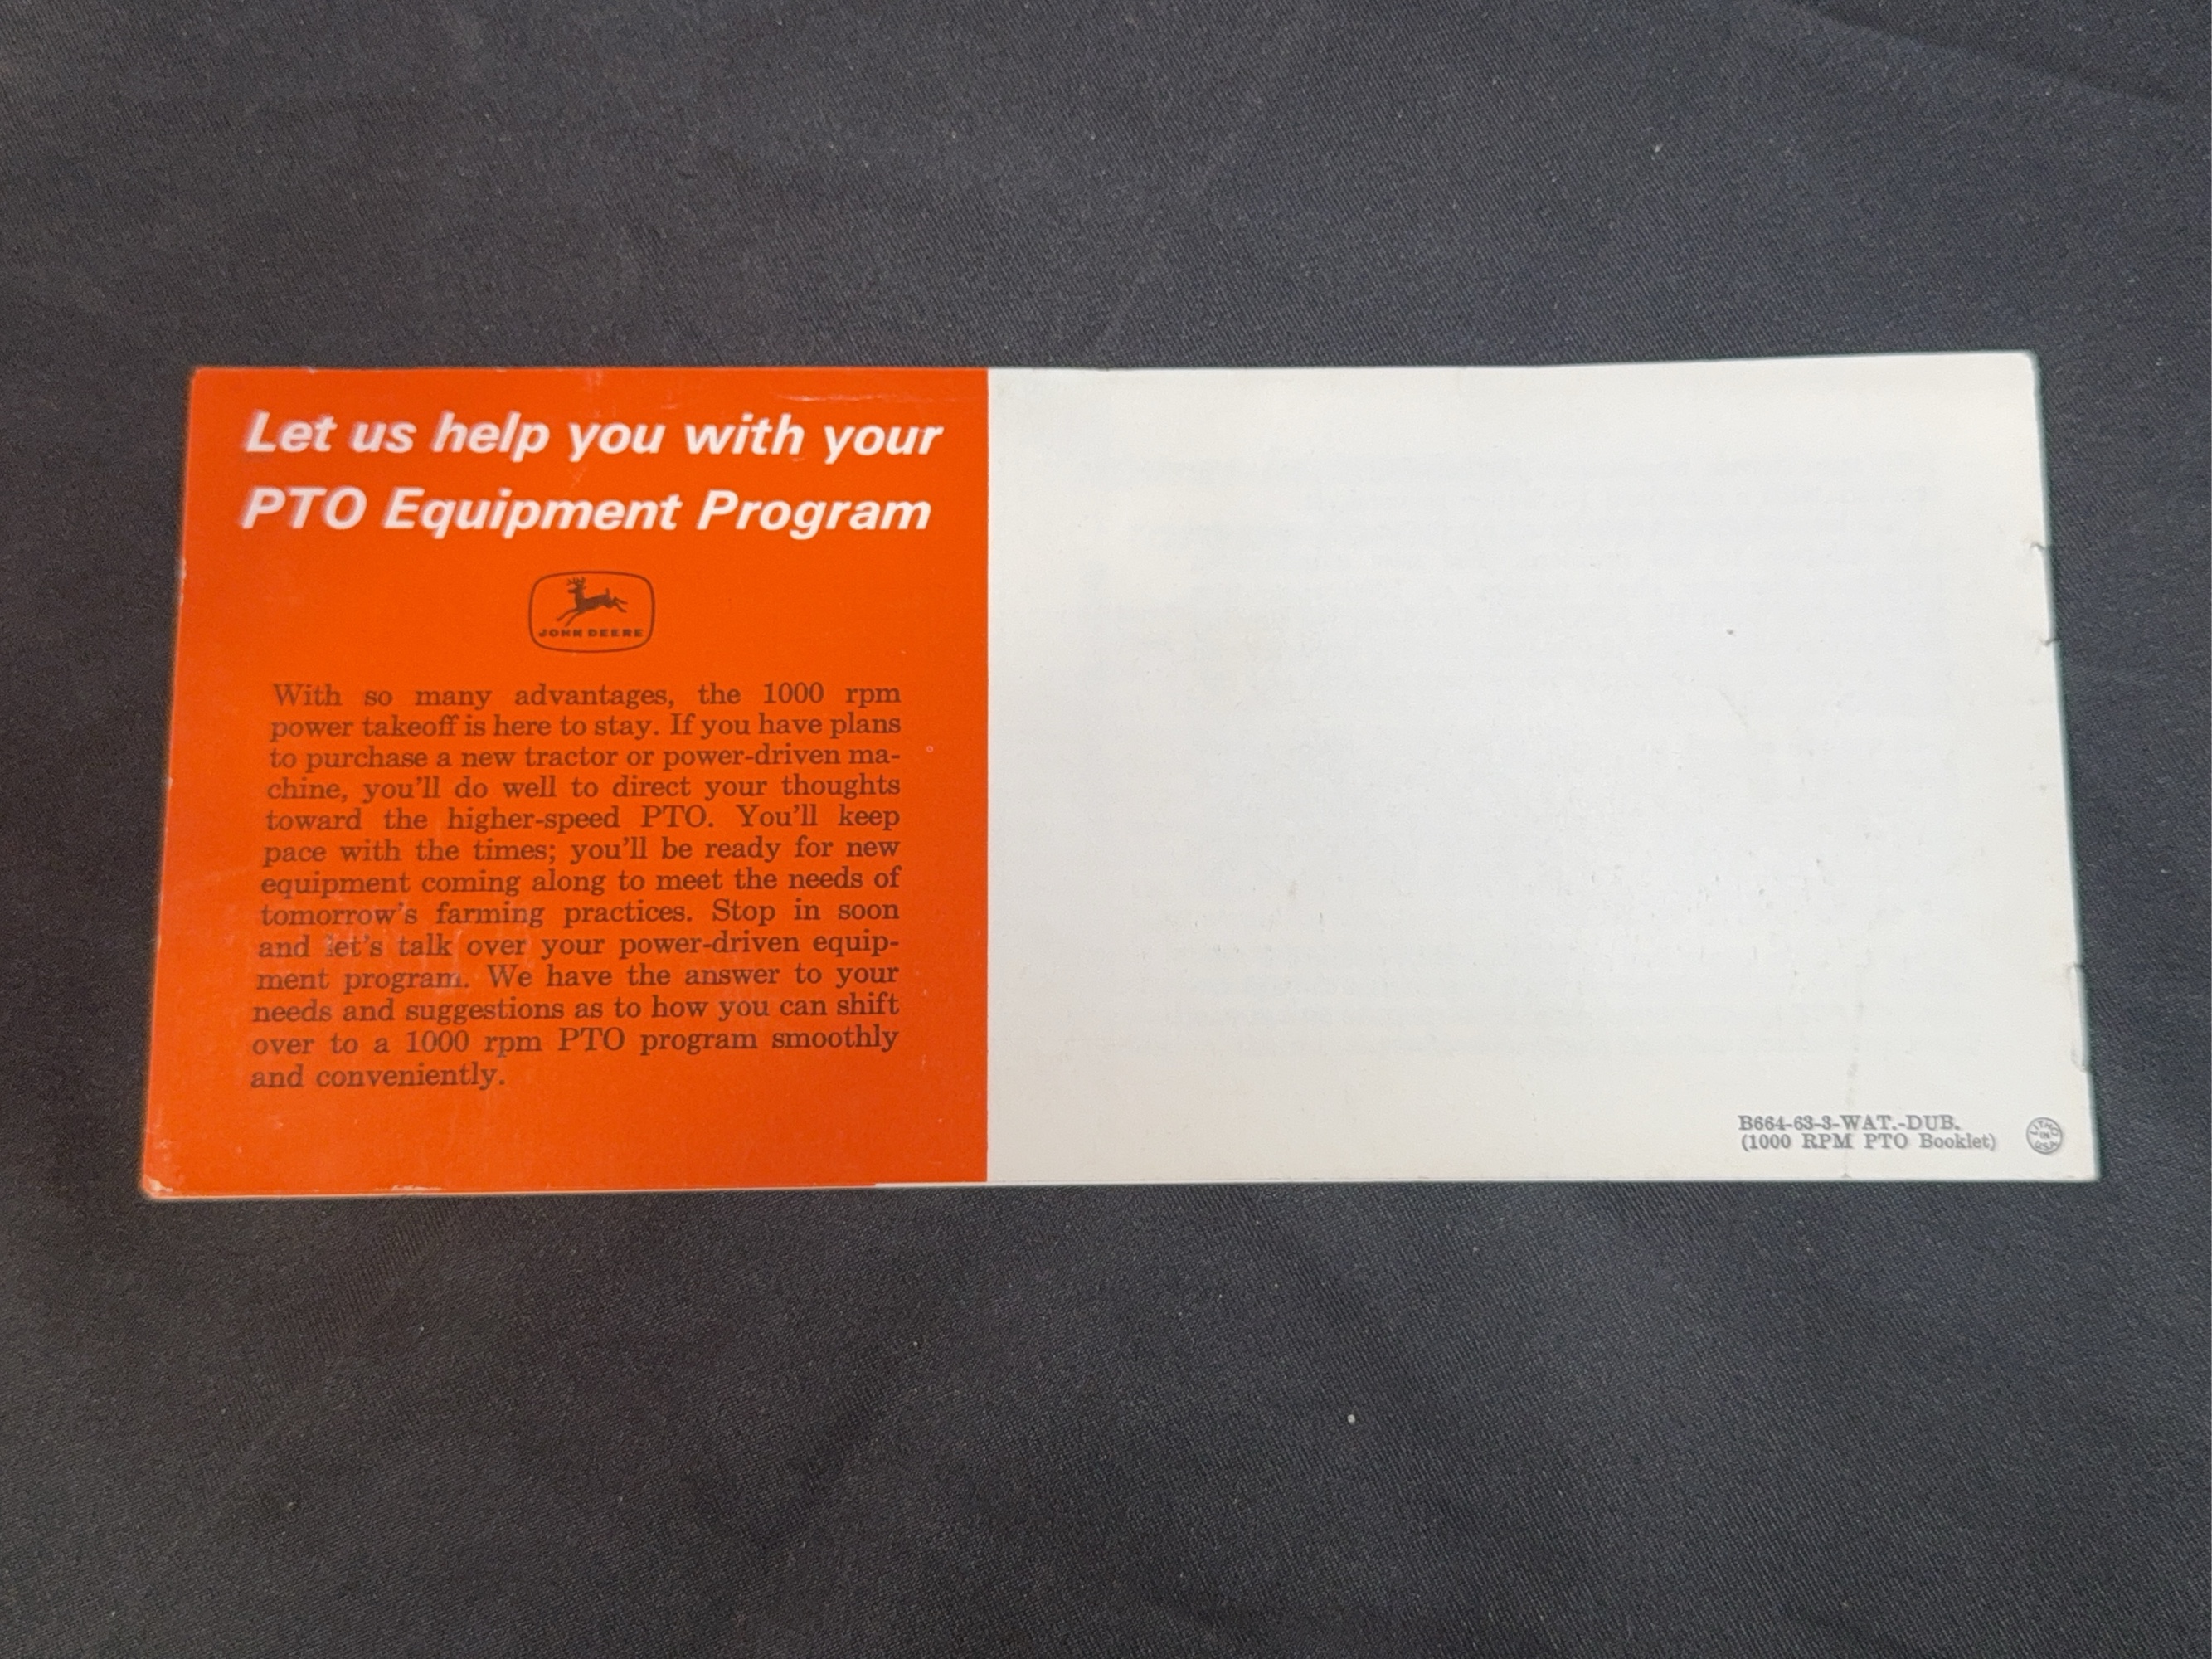 Let us help you with your
PTO Equipment Program
JOHN DEERE
With so many advantages, the 1000 rpm
power takeoff is here to stay. If you have plans
to purchase a new tractor or power-driven ma-
chine, you'll do well to direct your thoughts
toward the higher-speed PTO. You'll keep
pace with the times; you'll be ready for new
equipment coming along to meet the needs of
tomorrow's farming practices. Stop in soon
and let's talk over your power-driven equip-
ment program. We have the answer to your
needs and suggestions as to how you can shift
over to a 1000 rpm PTO program smoothly
and conveniently.
B664-63-3-WAT.-DUB.
(1000 RPM PTO Booklet)
LITHO
IN
USA